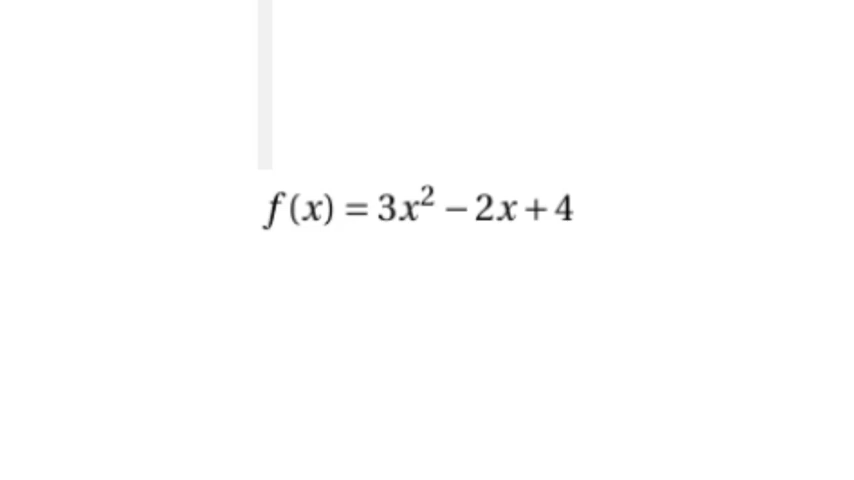 f(x) = 3x² − 2x + 4